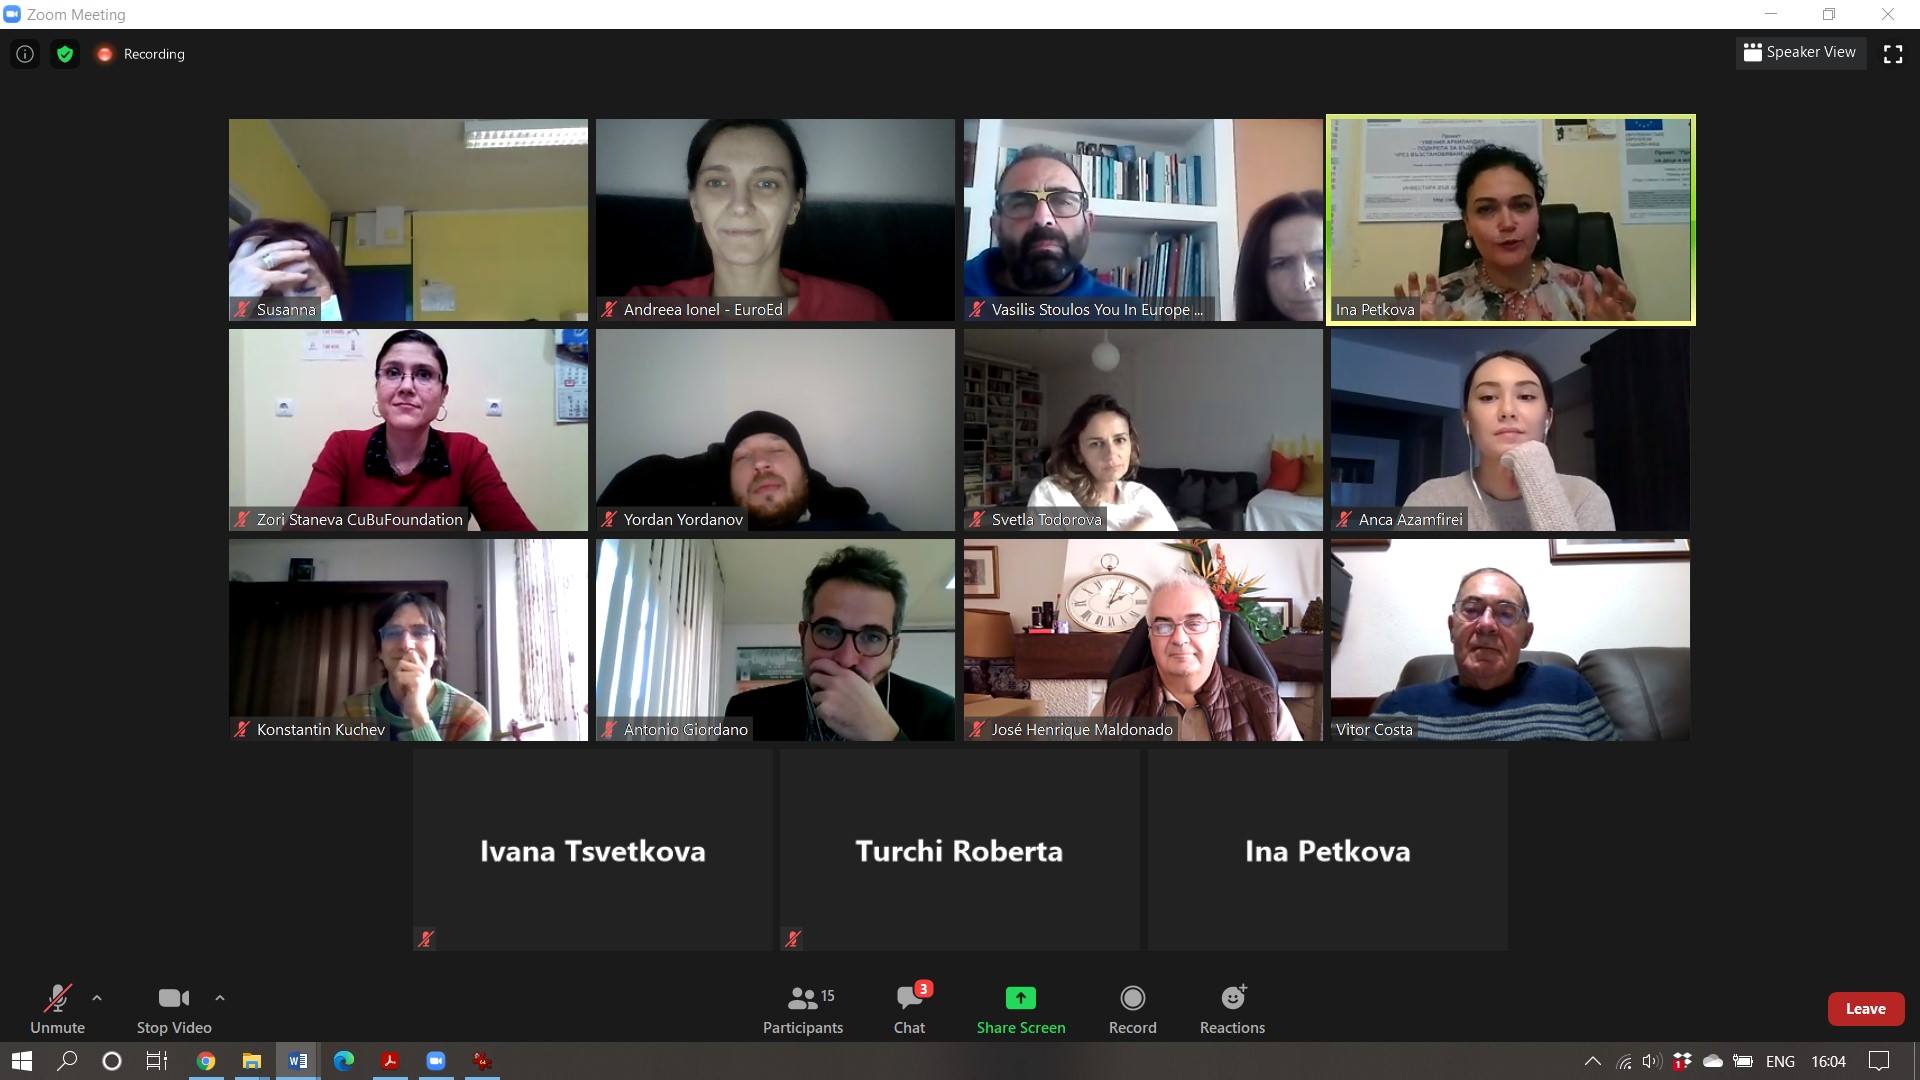 Zoom Meeting
Recording
Speaker View
Susanna
Andreea Ionel - EuroEd
Vasilis Stoulos You In Europe ...
Ina Petkova
Zori Staneva CuBuFoundation
Yordan Yordanov
Svetla Todorova
Anca Azamfirei
Konstantin Kuchev
Antonio Giordano
José Henrique Maldonado
Vitor Costa
Ivana Tsvetkova
Turchi Roberta
Ina Petkova
Unmute
Stop Video
15
Participants
3
Chat
Share Screen
Record
Reactions
Leave
ENG
16:04